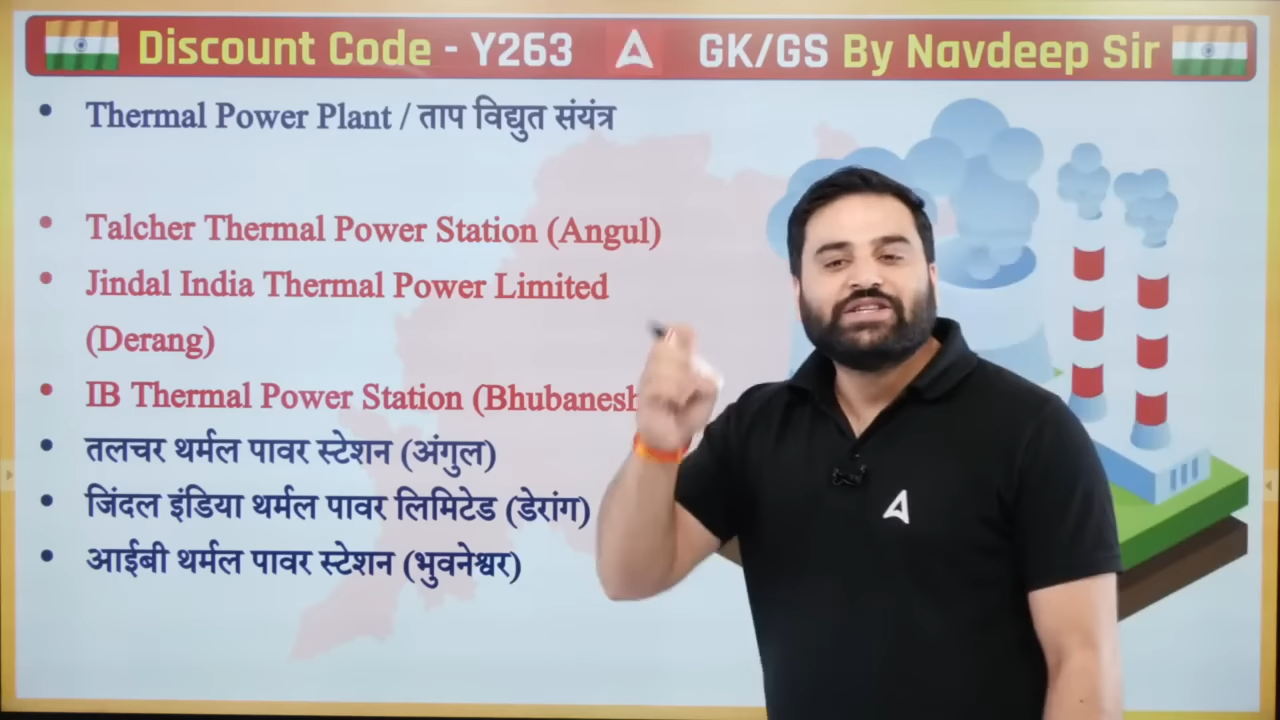 Discount Code - Y263 GK/GS By Navdeep Sir
Thermal Power Plant / ताप विद्युत संयंत्र
Talcher Thermal Power Station (Angul)
Jindal India Thermal Power Limited
(Derang)
IB Thermal Power Station (Bhubanesh
तलचर थर्मल पावर स्टेशन (अंगुल)
जिंदल इंडिया थर्मल पावर लिमिटेड (डेरांग)
आईबी थर्मल पावर स्टेशन (भुवनेश्वर)